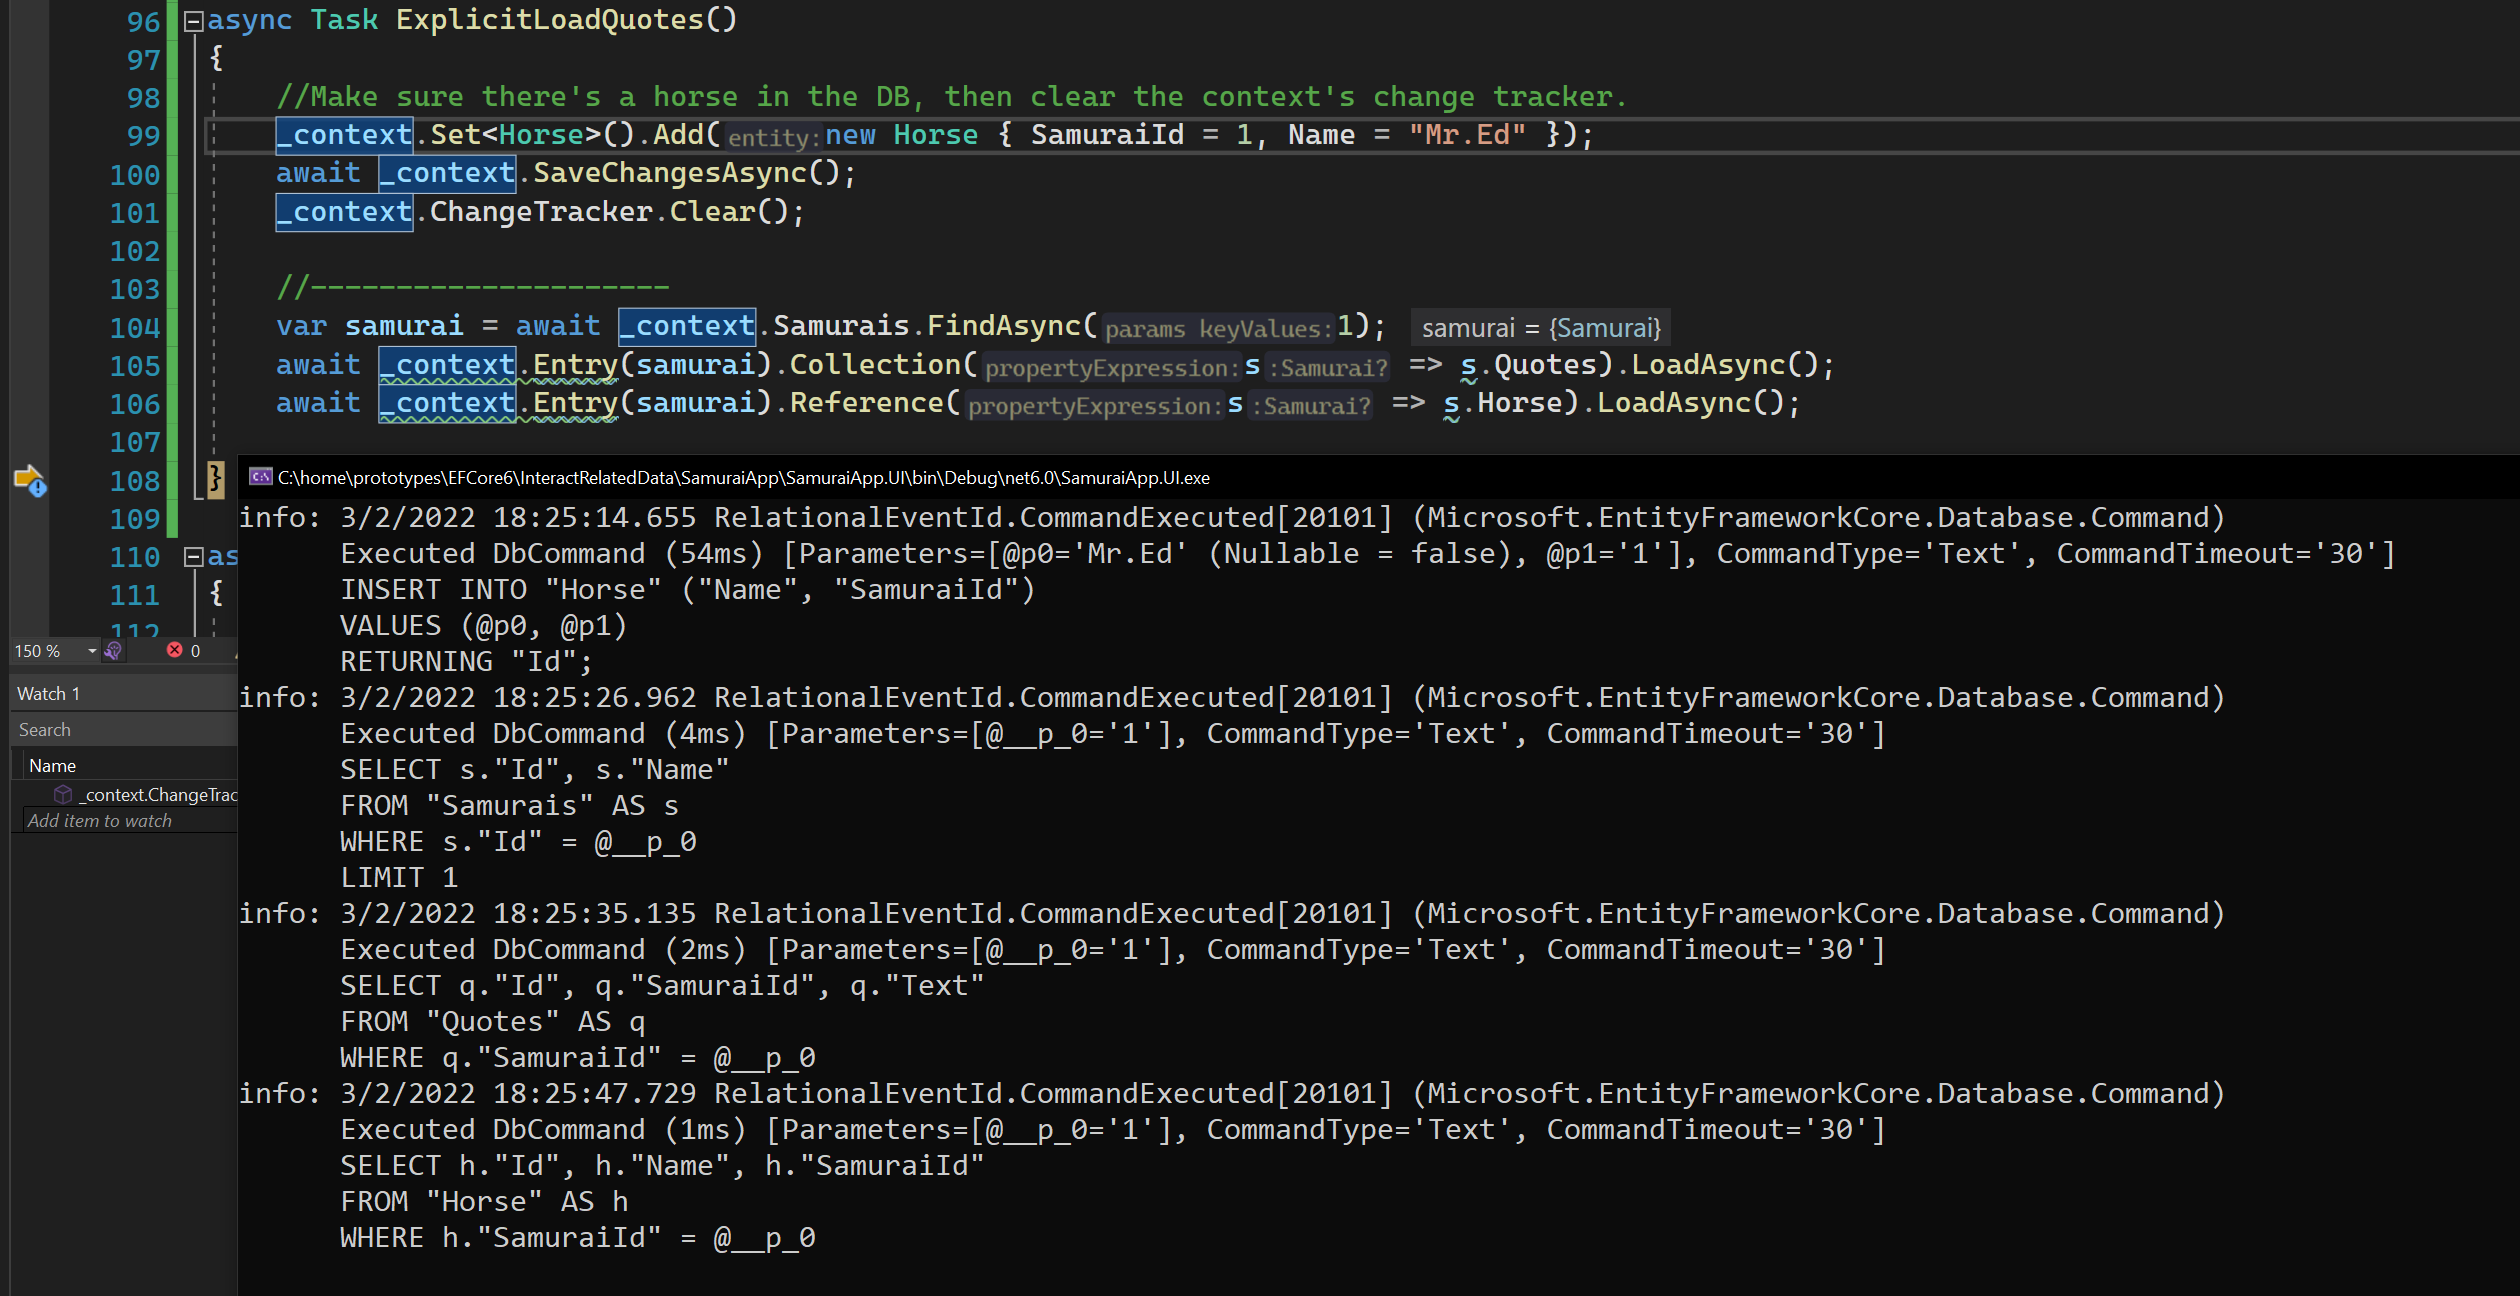 96 async Task ExplicitLoadQuotes()
97 {
98 //Make sure there's a horse in the DB, then clear the context's change tracker.
99 _context.Set<Horse>().Add(entity:new Horse { SamuraiId = 1, Name = "Mr.Ed" });
100 await _context.SaveChangesAsync();
101 _context.ChangeTracker.Clear();
102
103 //---------------------
104 var samurai = await _context.Samurais.FindAsync(params keyValues:1); samurai = {Samurai}
105 await _context.Entry(samurai).Collection(propertyExpression:s:Samurai? => s.Quotes).LoadAsync();
106 await _context.Entry(samurai).Reference(propertyExpression:s:Samurai? => s.Horse).LoadAsync();
107
108 }
109
110 as
111 {
112
150 % 0
Watch 1
Search
Name
_context.ChangeTrac
Add item to watch
C:\home\prototypes\EFCore6\InteractRelatedData\SamuraiApp\SamuraiApp.UI\bin\Debug\net6.0\SamuraiApp.UI.exe
info: 3/2/2022 18:25:14.655 RelationalEventId.CommandExecuted[20101] (Microsoft.EntityFrameworkCore.Database.Command)
Executed DbCommand (54ms) [Parameters=[@p0='Mr.Ed' (Nullable = false), @p1='1'], CommandType='Text', CommandTimeout='30']
INSERT INTO "Horse" ("Name", "SamuraiId")
VALUES (@p0, @p1)
RETURNING "Id";
info: 3/2/2022 18:25:26.962 RelationalEventId.CommandExecuted[20101] (Microsoft.EntityFrameworkCore.Database.Command)
Executed DbCommand (4ms) [Parameters=[@__p_0='1'], CommandType='Text', CommandTimeout='30']
SELECT s."Id", s."Name"
FROM "Samurais" AS s
WHERE s."Id" = @__p_0
LIMIT 1
info: 3/2/2022 18:25:35.135 RelationalEventId.CommandExecuted[20101] (Microsoft.EntityFrameworkCore.Database.Command)
Executed DbCommand (2ms) [Parameters=[@__p_0='1'], CommandType='Text', CommandTimeout='30']
SELECT q."Id", q."SamuraiId", q."Text"
FROM "Quotes" AS q
WHERE q."SamuraiId" = @__p_0
info: 3/2/2022 18:25:47.729 RelationalEventId.CommandExecuted[20101] (Microsoft.EntityFrameworkCore.Database.Command)
Executed DbCommand (1ms) [Parameters=[@__p_0='1'], CommandType='Text', CommandTimeout='30']
SELECT h."Id", h."Name", h."SamuraiId"
FROM "Horse" AS h
WHERE h."SamuraiId" = @__p_0